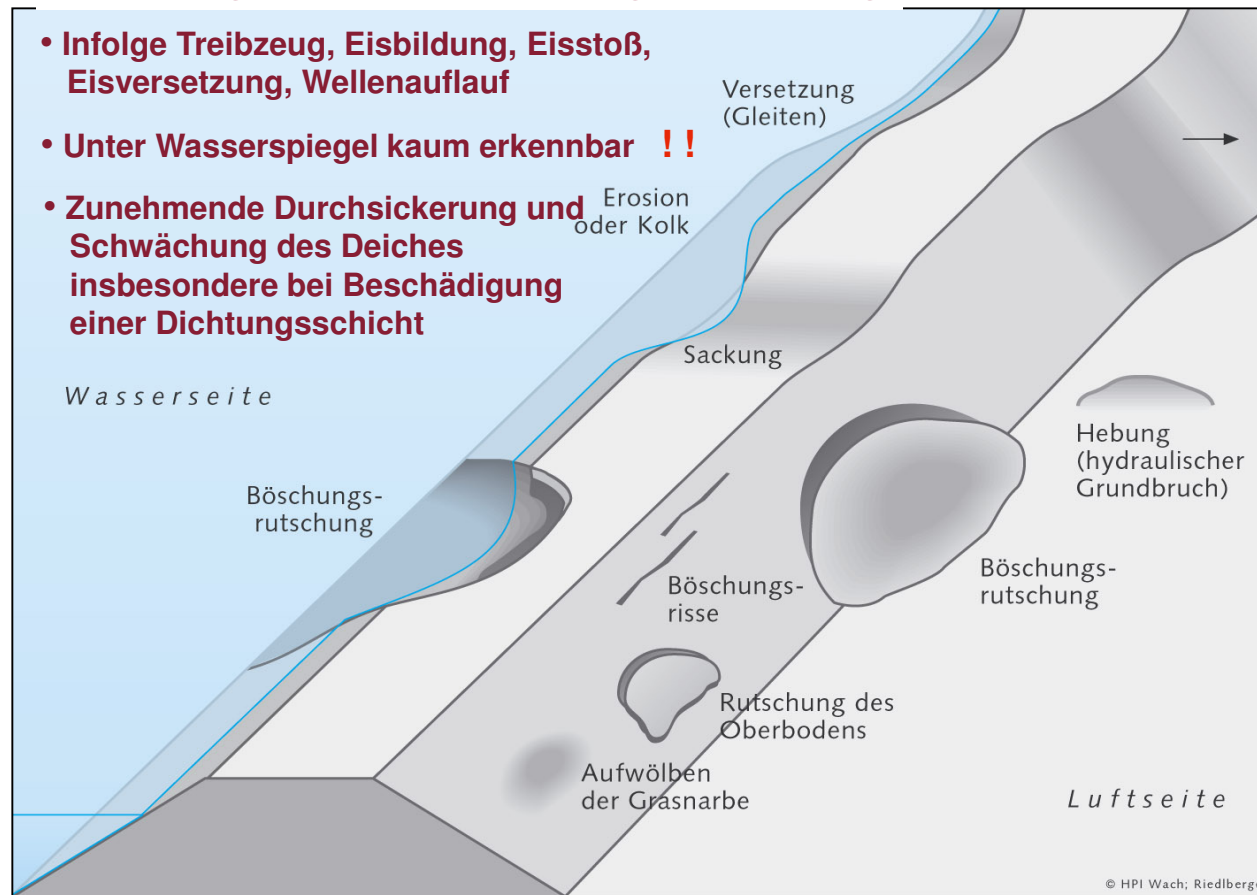 • Infolge Treibzeug, Eisbildung, Eisstoß,
Eisversetzung, Wellenauflauf
• Unter Wasserspiegel kaum erkennbar !!
• Zunehmende Durchsickerung und
Schwächung des Deiches
insbesondere bei Beschädigung
einer Dichtungsschicht
Versetzung
(Gleiten)
Erosion
oder Kolk
Sackung
Wasserseite
Hebung
(hydraulischer
Grundbruch)
Böschungs-
rutschung
Böschungs-
risse
Böschungs-
rutschung
Rutschung des
Oberbodens
Aufwölben
der Grasnarbe
Luftseite
© HPI Wach; Riedlberge